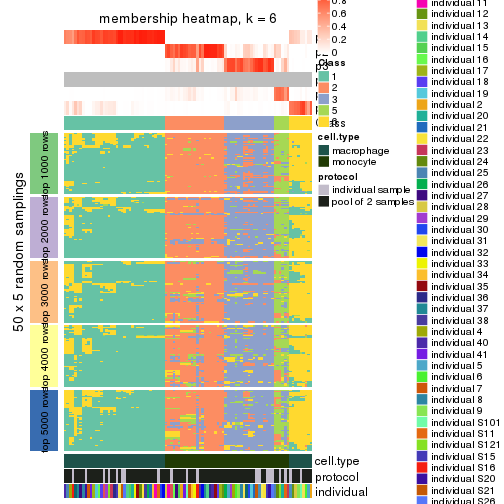 membership heatmap, k = 6
50 x 5 random samplings
top 1000 rows
top 2000 rows
top 3000 rows
top 4000 rows
top 5000 rows
cell.type
protocol
individual
0.8
0.6
0.4
0.2
0
Class
1
2
3
5
6
cell.type
macrophage
monocyte
protocol
individual sample
pool of 2 samples
individual 11
individual 12
individual 13
individual 14
individual 15
individual 16
individual 17
individual 18
individual 19
individual 2
individual 20
individual 21
individual 22
individual 23
individual 24
individual 25
individual 26
individual 27
individual 28
individual 29
individual 30
individual 31
individual 32
individual 33
individual 34
individual 35
individual 36
individual 37
individual 38
individual 4
individual 40
individual 41
individual 5
individual 6
individual 7
individual 8
individual 9
individual S101
individual S11
individual S121
individual S15
individual S16
individual S20
individual S21